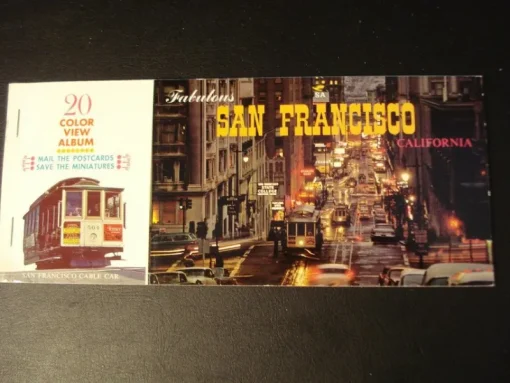 20
COLOR
VIEW
ALBUM
MAIL THE POSTCARDS
SAVE THE MINIATURES
SAN FRANCISCO CABLE CAR
Fabulous
SAN FRANCISCO
CALIFORNIA